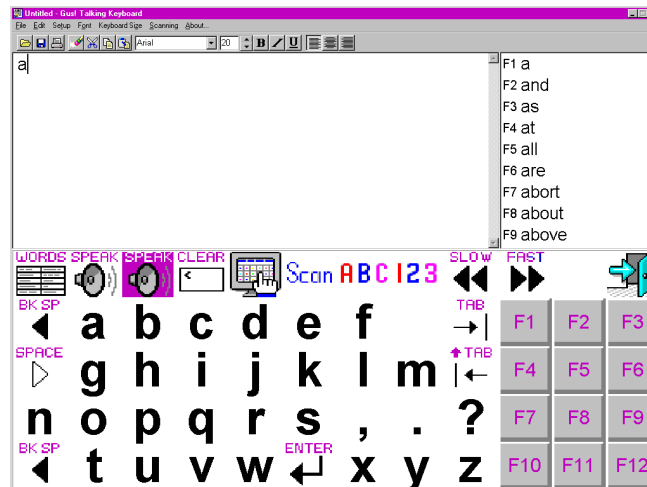 Untitled - Gus! Talking Keyboard
File Edit Setup Font Keyboard Size Scanning About...
Arial 20 B I U
a
F1 a
F2 and
F3 as
F4 at
F5 all
F6 are
F7 abort
F8 about
F9 above
WORDS SPEAK SPEAK CLEAR Scan ABC123 SLOW FAST
BK SP a b c d e f TAB F1 F2 F3
SPACE g h i j k l m TAB F4 F5 F6
n o p q r s , . ? F7 F8 F9
BK SP t u v w ENTER x y z F10 F11 F12